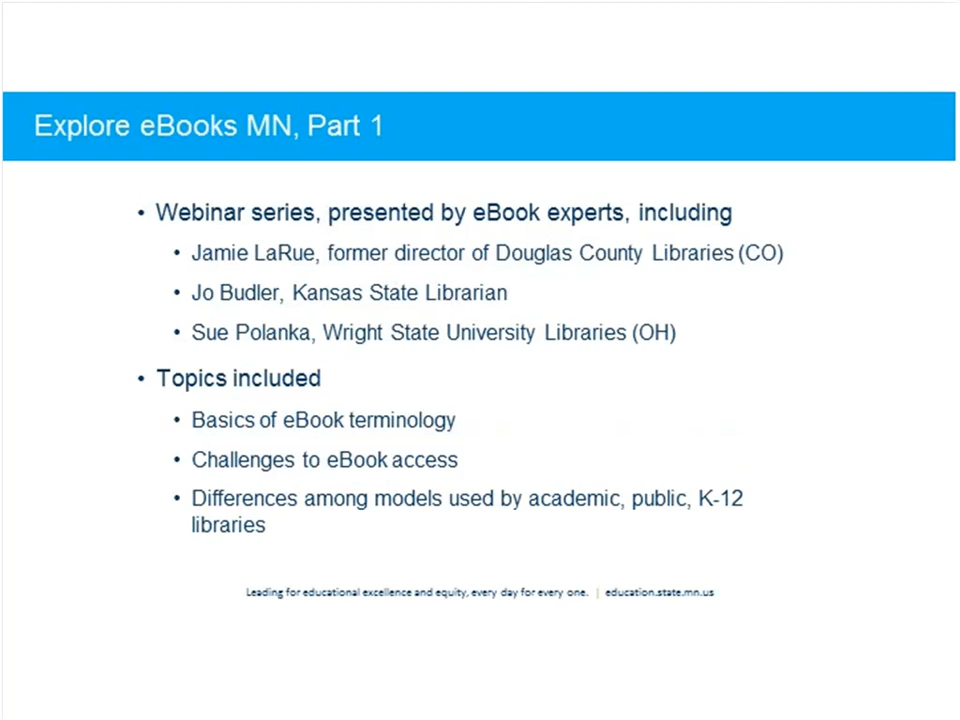 Explore eBooks MN, Part 1
• Webinar series, presented by eBook experts, including
• Jamie LaRue, former director of Douglas County Libraries (CO)
• Jo Budler, Kansas State Librarian
• Sue Polanka, Wright State University Libraries (OH)
• Topics included
• Basics of eBook terminology
• Challenges to eBook access
• Differences among models used by academic, public, K-12
libraries
Leading for educational excellence and equity, every day for every one. | education.state.mn.us